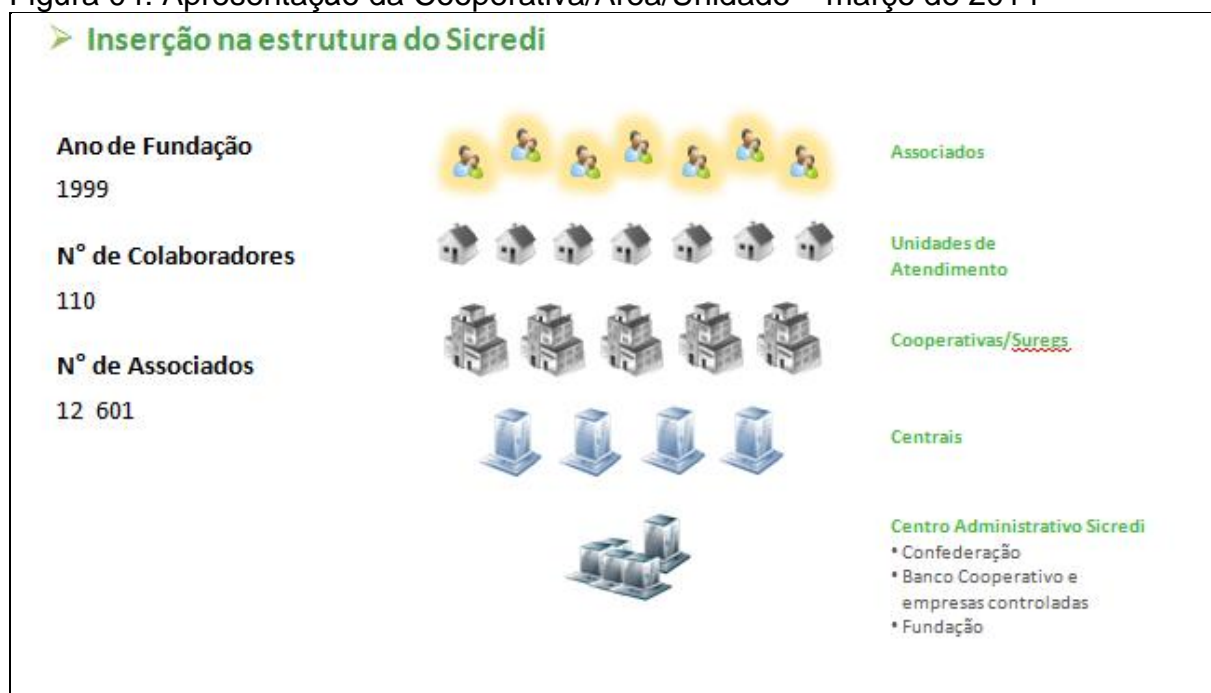 Figura 04: Apresentação da Cooperativa/Área/Unidade – março de 2014
➢ Inserção na estrutura do Sicredi
Ano de Fundação
1999
N° de Colaboradores
110
N° de Associados
12 601
Associados
Unidades de
Atendimento
Cooperativas/Suregs
Centrais
Centro Administrativo Sicredi
• Confederação
• Banco Cooperativo e
empresas controladas
• Fundação